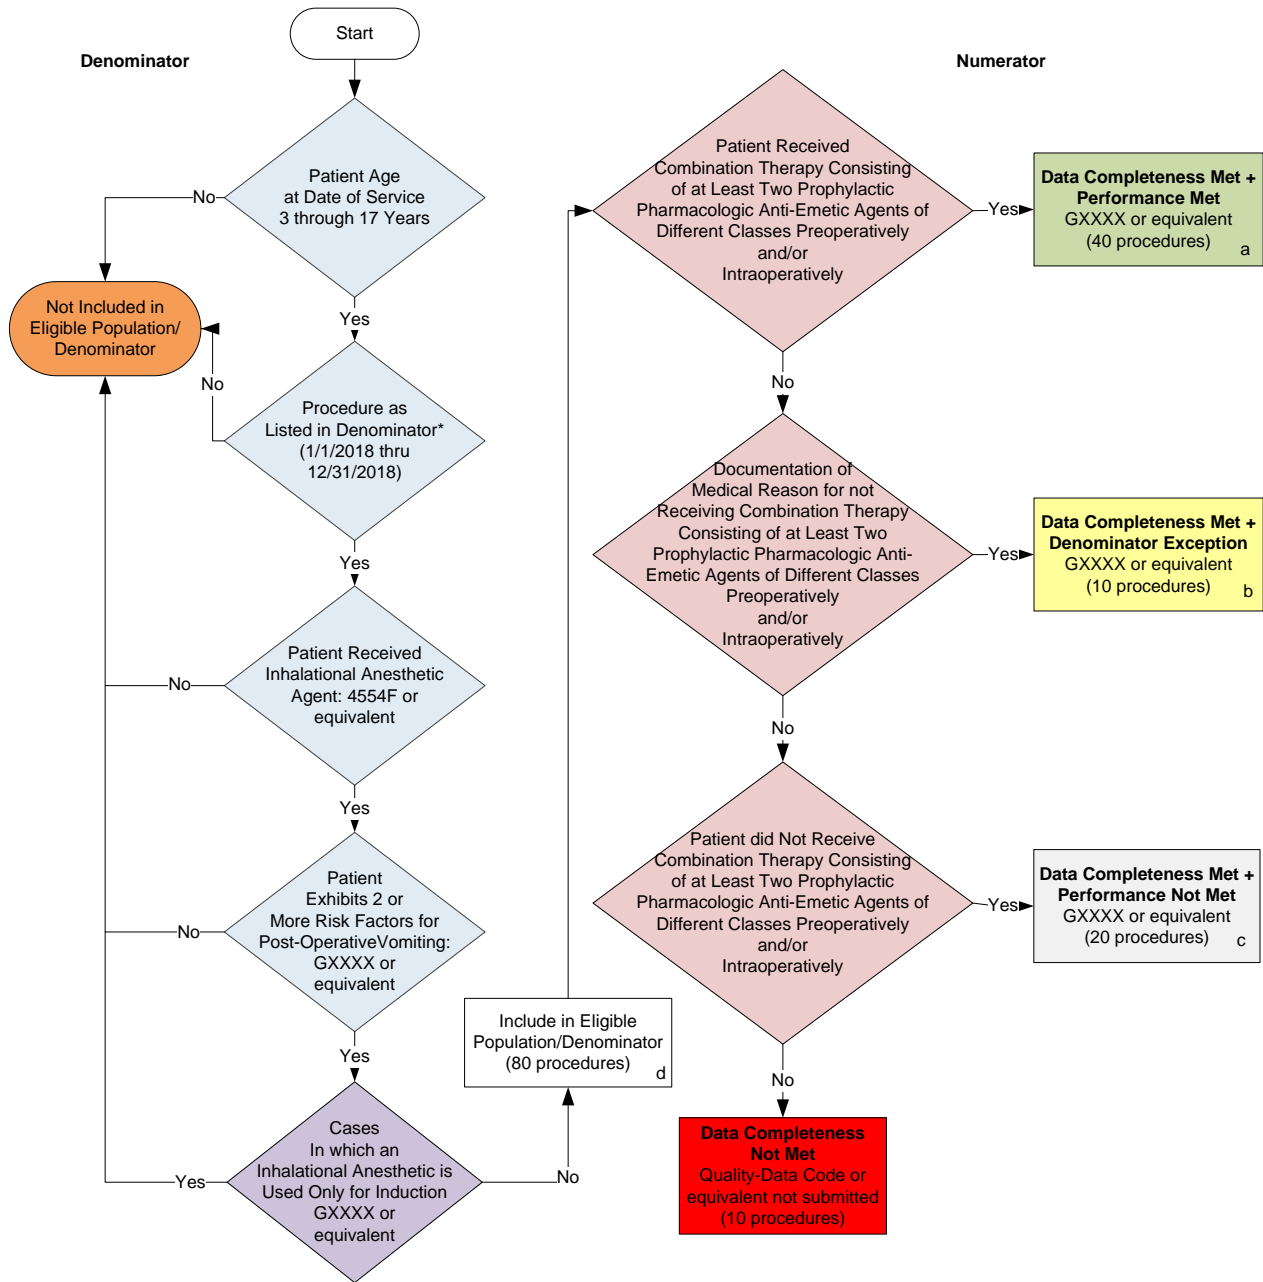 Start
Denominator
Numerator
Patient Age
at Date of Service
3 through 17 Years
No
Yes
Not Included in
Eligible Population/
Denominator
No
Procedure as
Listed in Denominator*
(1/1/2018 thru
12/31/2018)
Yes
Patient Received
Inhalational Anesthetic
Agent: 4554F or
equivalent
No
Yes
Patient
Exhibits 2 or
More Risk Factors for
Post-OperativeVomiting:
GXXXX or
equivalent
No
Yes
Cases
In which an
Inhalational Anesthetic is
Used Only for Induction
GXXXX or
equivalent
Yes
No
Include in Eligible
Population/Denominator
(80 procedures)
d
Patient Received
Combination Therapy Consisting
of at Least Two Prophylactic
Pharmacologic Anti-Emetic Agents of
Different Classes Preoperatively
and/or
Intraoperatively
Yes
Data Completeness Met +
Performance Met
GXXXX or equivalent
(40 procedures)
a
No
Documentation of
Medical Reason for not
Receiving Combination Therapy
Consisting of at Least Two
Prophylactic Pharmacologic Anti-
Emetic Agents of Different Classes
Preoperatively
and/or
Intraoperatively
Yes
Data Completeness Met +
Denominator Exception
GXXXX or equivalent
(10 procedures)
b
No
Patient did Not Receive
Combination Therapy Consisting
of at Least Two Prophylactic
Pharmacologic Anti-Emetic Agents of
Different Classes Preoperatively
and/or
Intraoperatively
Yes
Data Completeness Met +
Performance Not Met
GXXXX or equivalent
(20 procedures)
c
No
Data Completeness
Not Met
Quality-Data Code or
equivalent not submitted
(10 procedures)